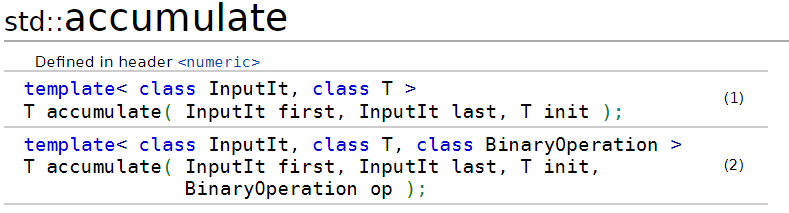 std::accumulate
Defined in header <numeric>
template< class InputIt, class T >
T accumulate( InputIt first, InputIt last, T init );
(1)
template< class InputIt, class T, class BinaryOperation >
T accumulate( InputIt first, InputIt last, T init,
BinaryOperation op );
(2)